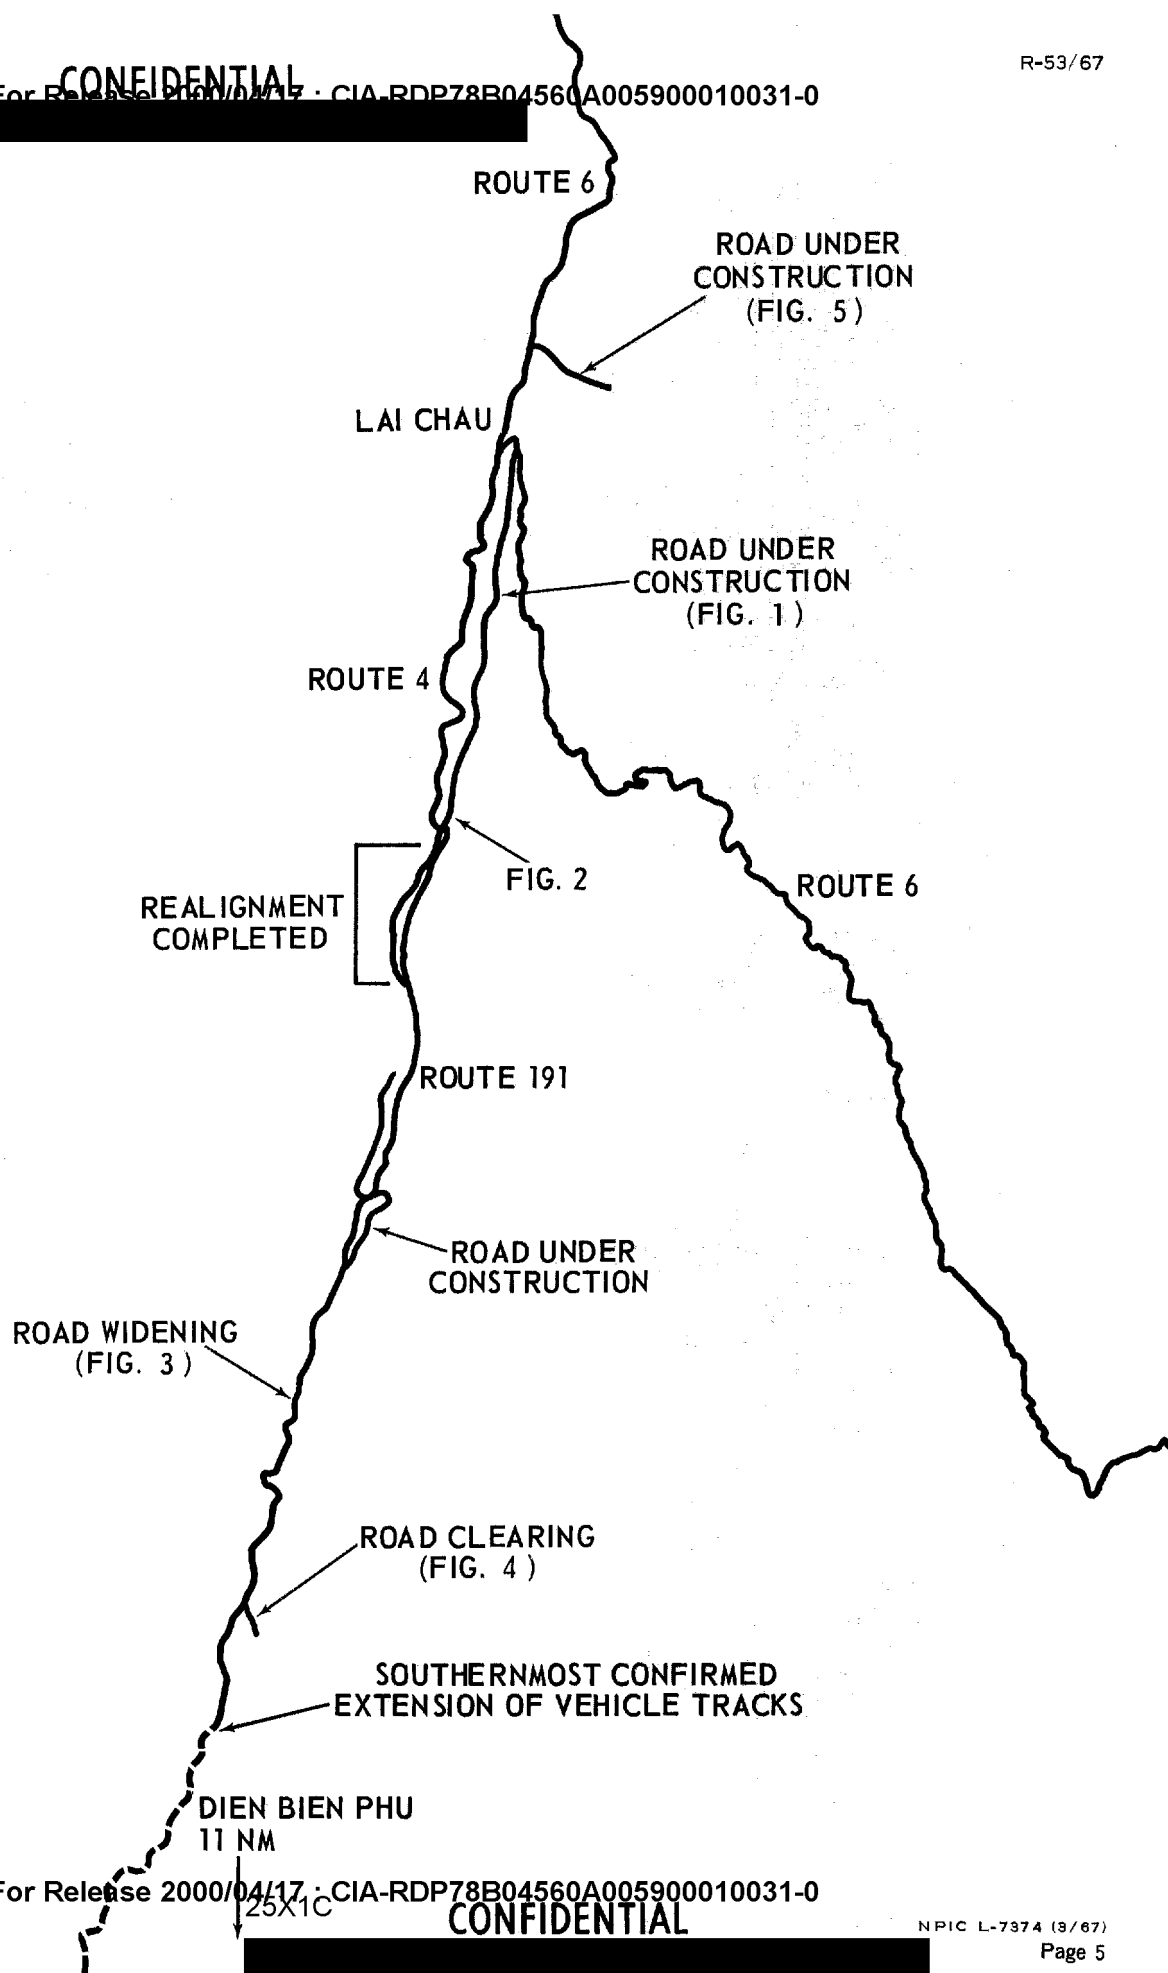 R-53/67
CONFIDENTIAL
For Release 2000/04/17 : CIA-RDP78B04560A005900010031-0
ROUTE 6
ROAD UNDER
CONSTRUCTION
(FIG. 5)
LAI CHAU
ROAD UNDER
CONSTRUCTION
(FIG. 1)
ROUTE 4
FIG. 2
ROUTE 6
REALIGNMENT
COMPLETED
ROUTE 191
ROAD UNDER
CONSTRUCTION
ROAD WIDENING
(FIG. 3)
ROAD CLEARING
(FIG. 4)
SOUTHERNMOST CONFIRMED
EXTENSION OF VEHICLE TRACKS
DIEN BIEN PHU
11 NM
For Release 2000/04/17 : CIA-RDP78B04560A005900010031-0
25X1C
CONFIDENTIAL
NPIC L-7374 (3/67)
Page 5